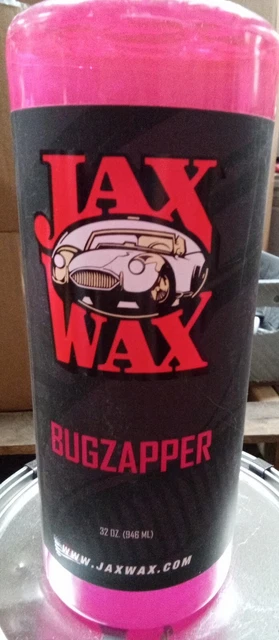 JAX
WAX
BUGZAPPER
32 OZ. (946 ML)
WWW.JAXWAX.COM